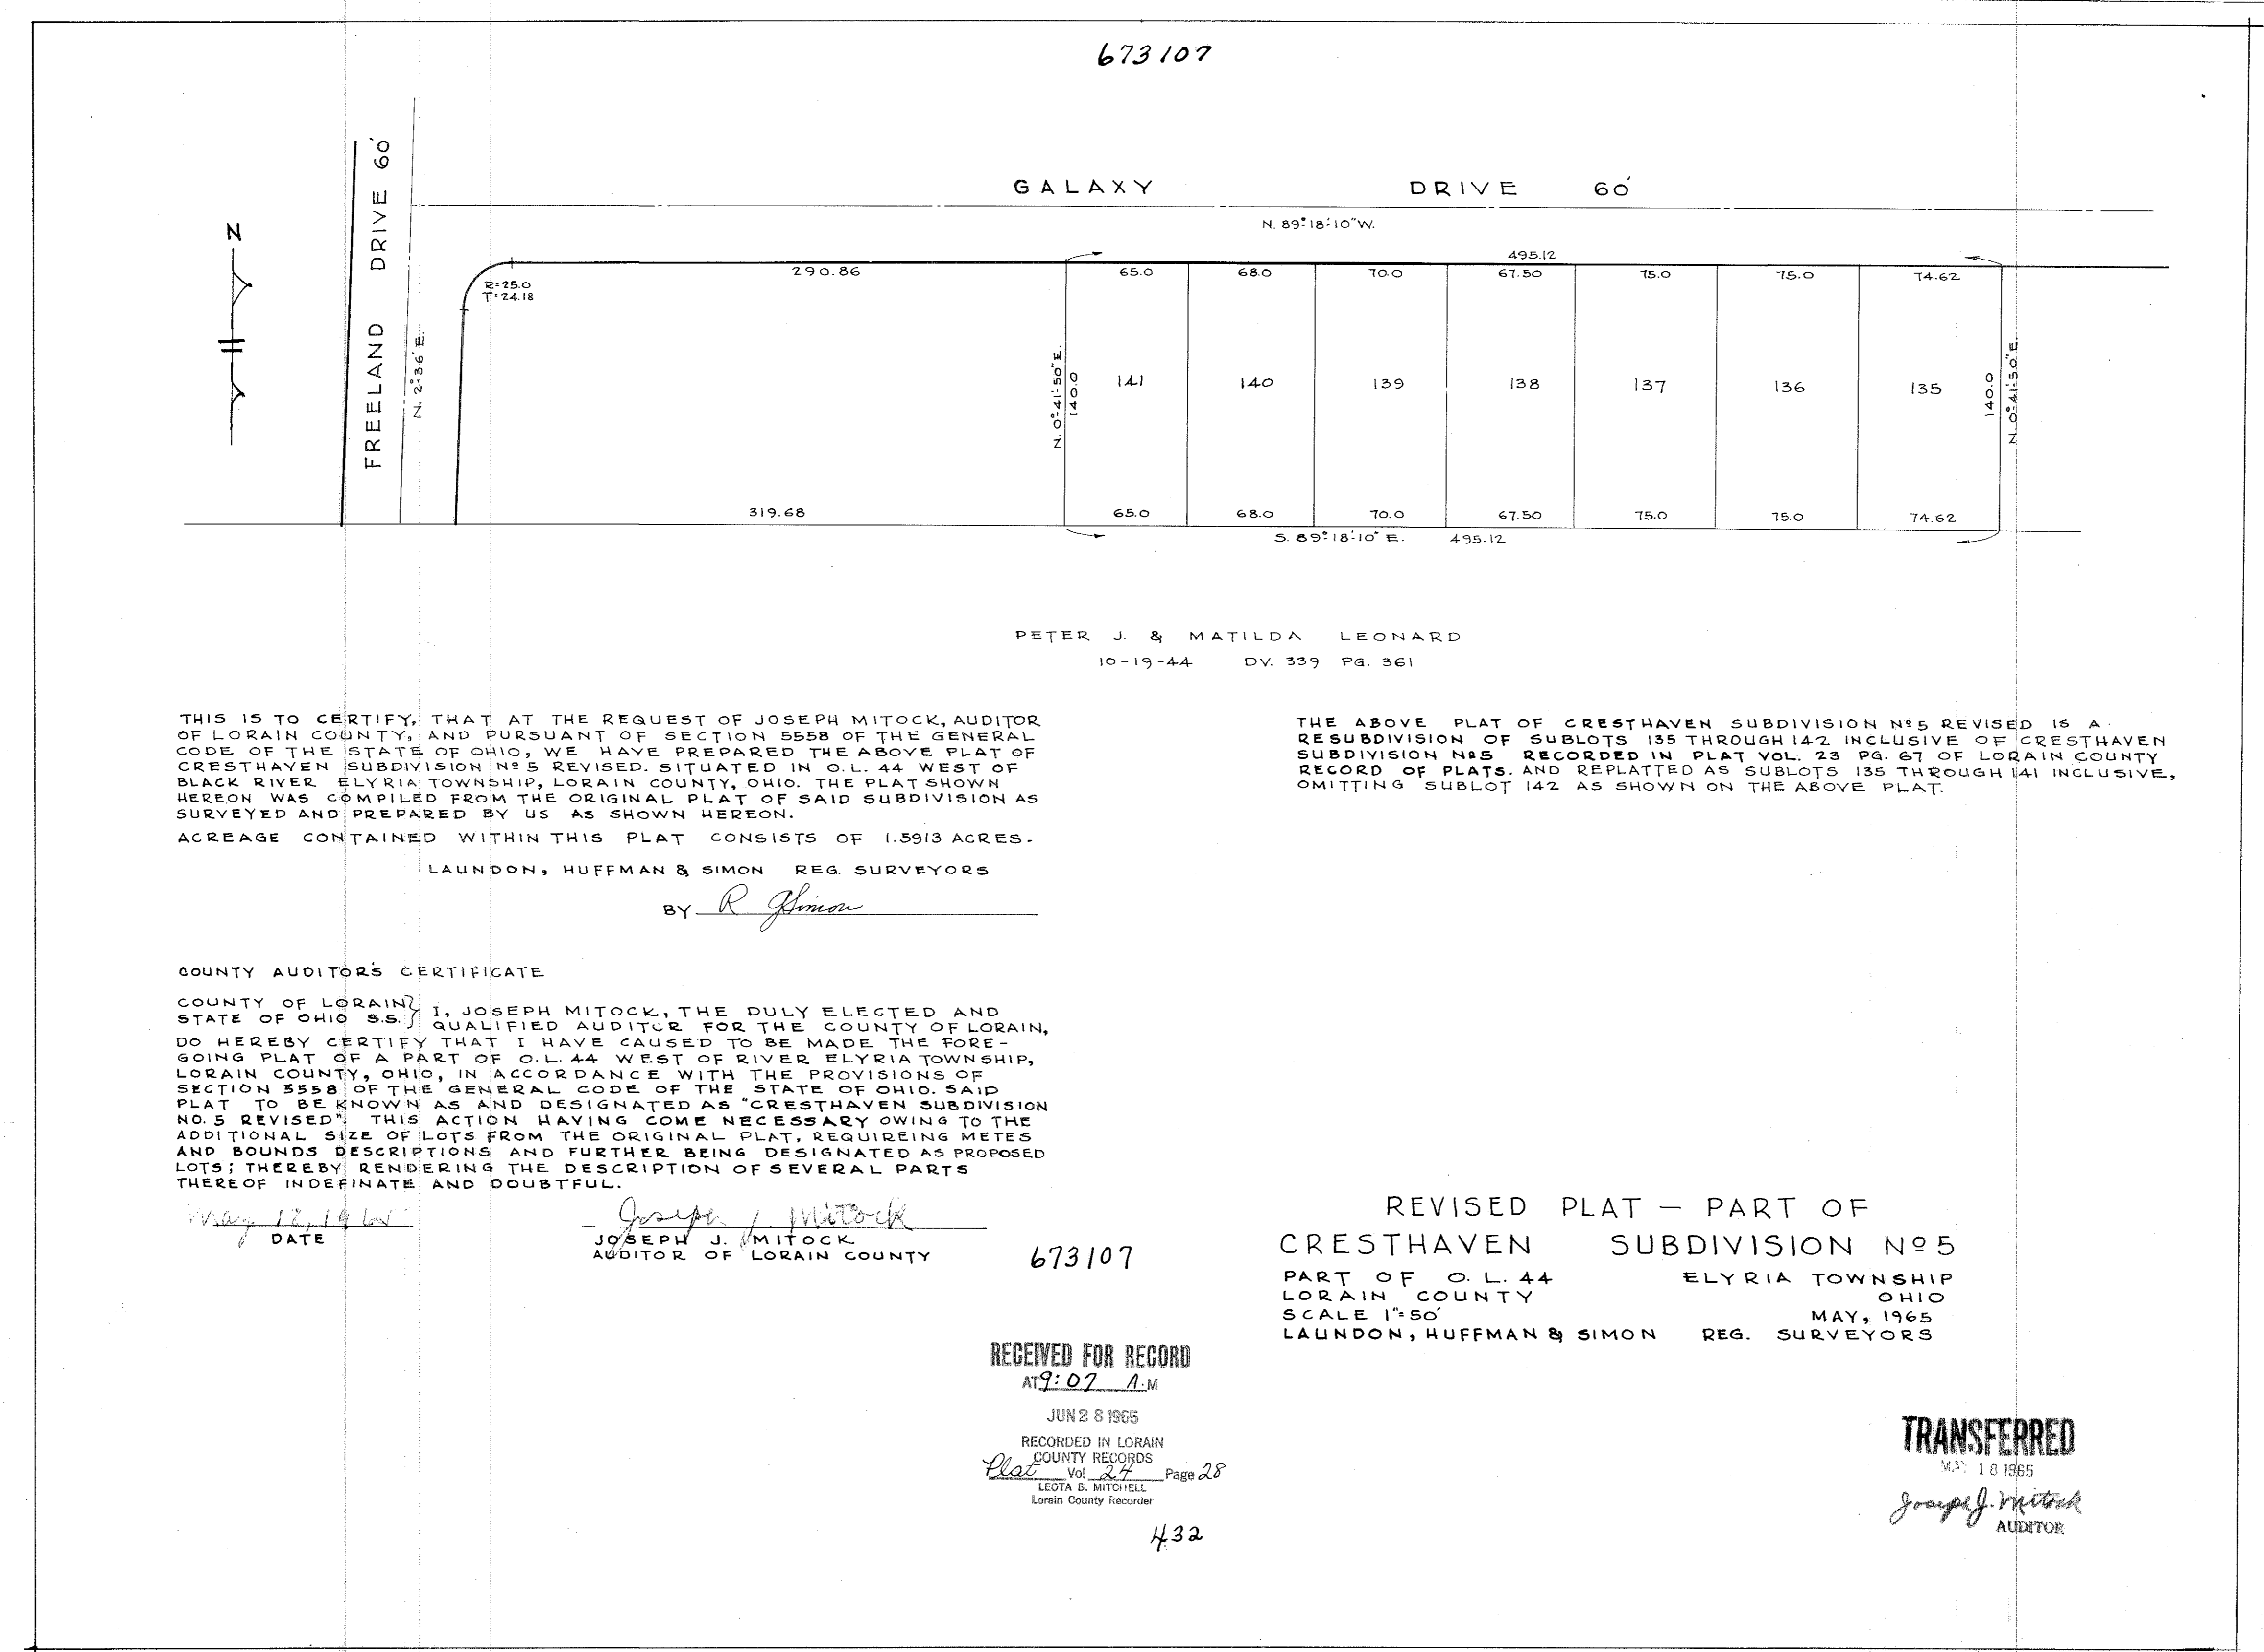 673107
FREELAND DRIVE 60'
GALAXY DRIVE 60'
N. 89°-18'-10" W.
N
N. 2°36' E.
R=25.0
T=24.18
290.86
495.12
65.0 68.0 70.0 67.50 75.0 75.0 74.62
N. 0°-41'-50" E.
140.0
141 140 139 138 137 136 135
140.0
N. 0°-41'-50" E.
319.68
65.0 68.0 70.0 67.50 75.0 75.0 74.62
S. 89°-18'-10" E. 495.12
PETER J. & MATILDA LEONARD
10-19-44 DV. 339 PG. 361
THIS IS TO CERTIFY, THAT AT THE REQUEST OF JOSEPH MITOCK, AUDITOR
OF LORAIN COUNTY, AND PURSUANT OF SECTION 5558 OF THE GENERAL
CODE OF THE STATE OF OHIO, WE HAVE PREPARED THE ABOVE PLAT OF
CRESTHAVEN SUBDIVISION Nº 5 REVISED. SITUATED IN O.L. 44 WEST OF
BLACK RIVER ELYRIA TOWNSHIP, LORAIN COUNTY, OHIO. THE PLAT SHOWN
HEREON WAS COMPILED FROM THE ORIGINAL PLAT OF SAID SUBDIVISION AS
SURVEYED AND PREPARED BY US AS SHOWN HEREON.
ACREAGE CONTAINED WITHIN THIS PLAT CONSISTS OF 1.5913 ACRES.
LAUNDON, HUFFMAN & SIMON REG. SURVEYORS
BY R G Simon
THE ABOVE PLAT OF CRESTHAVEN SUBDIVISION Nº 5 REVISED IS A
RESUBDIVISION OF SUBLOTS 135 THROUGH 142 INCLUSIVE OF CRESTHAVEN
SUBDIVISION Nº 5 RECORDED IN PLAT VOL. 23 PG. 67 OF LORAIN COUNTY
RECORD OF PLATS. AND REPLATTED AS SUBLOTS 135 THROUGH 141 INCLUSIVE,
OMITTING SUBLOT 142 AS SHOWN ON THE ABOVE PLAT.
COUNTY AUDITOR'S CERTIFICATE
COUNTY OF LORAIN
STATE OF OHIO S.S. } I, JOSEPH MITOCK, THE DULY ELECTED AND
QUALIFIED AUDITOR FOR THE COUNTY OF LORAIN,
DO HEREBY CERTIFY THAT I HAVE CAUSED TO BE MADE THE FORE-
GOING PLAT OF A PART OF O.L. 44 WEST OF RIVER ELYRIA TOWNSHIP,
LORAIN COUNTY, OHIO, IN ACCORDANCE WITH THE PROVISIONS OF
SECTION 5558 OF THE GENERAL CODE OF THE STATE OF OHIO. SAID
PLAT TO BE KNOWN AS AND DESIGNATED AS "CRESTHAVEN SUBDIVISION
NO. 5 REVISED". THIS ACTION HAVING COME NECESSARY OWING TO THE
ADDITIONAL SIZE OF LOTS FROM THE ORIGINAL PLAT, REQUIREING METES
AND BOUNDS DESCRIPTIONS AND FURTHER BEING DESIGNATED AS PROPOSED
LOTS; THEREBY RENDERING THE DESCRIPTION OF SEVERAL PARTS
THEREOF INDEFINATE AND DOUBTFUL.
Joseph J. Mitock
DATE
JOSEPH J. MITOCK
AUDITOR OF LORAIN COUNTY
673107
REVISED PLAT — PART OF
CRESTHAVEN SUBDIVISION Nº 5
PART OF O. L. 44 ELYRIA TOWNSHIP
LORAIN COUNTY OHIO
SCALE 1"=50' MAY, 1965
LAUNDON, HUFFMAN & SIMON REG. SURVEYORS
RECEIVED FOR RECORD
AT 9:07 A.M
JUN 28 1965
RECORDED IN LORAIN
COUNTY RECORDS
Plat Vol 24 Page 28
LEOTA B. MITCHELL
Lorain County Recorder
432
TRANSFERRED
MAY 18 1965
Joseph J. Mitock
AUDITOR